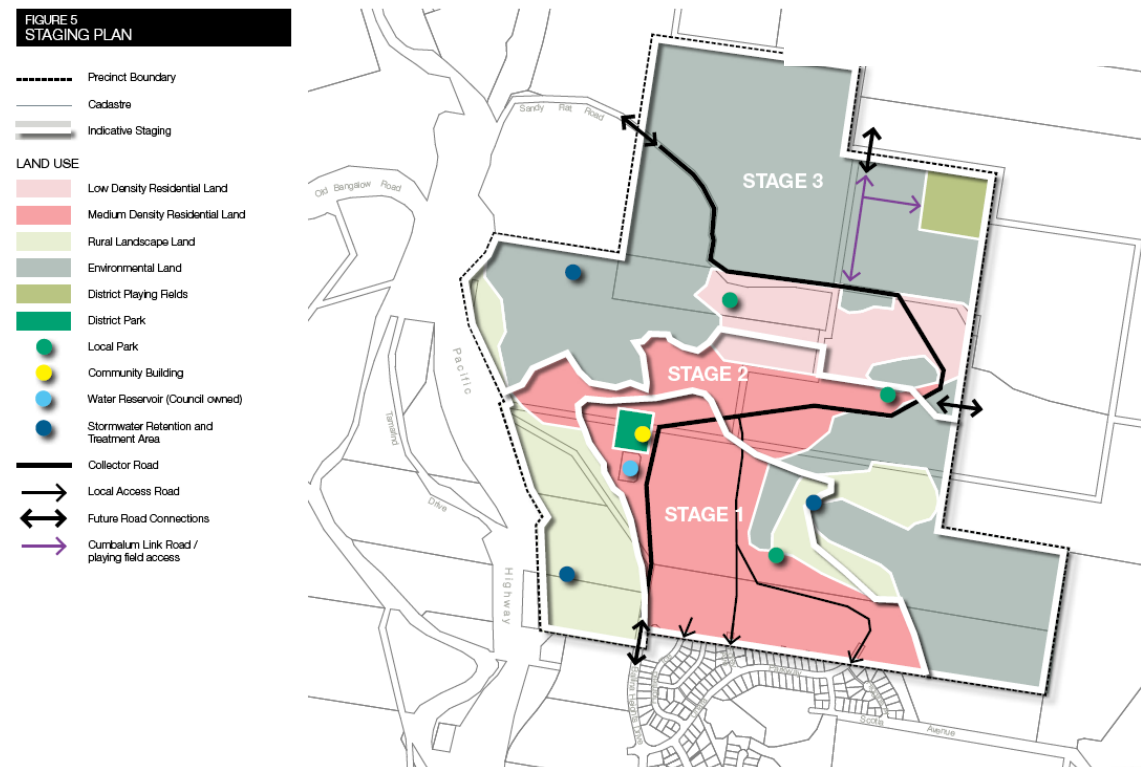 FIGURE 5
STAGING PLAN
Precinct Boundary
Cadastre
Indicative Staging
LAND USE
Low Density Residential Land
Medium Density Residential Land
Rural Landscape Land
Environmental Land
District Playing Fields
District Park
Local Park
Community Building
Water Reservoir (Council owned)
Stormwater Retention and
Treatment Area
Collector Road
Local Access Road
Future Road Connections
Cumbalum Link Road /
playing field access
Sandy Flat Road
Old Bangalow Road
STAGE 3
Pacific
STAGE 2
Tamarind
Drive
STAGE 1
Highway
Scotia
Avenue